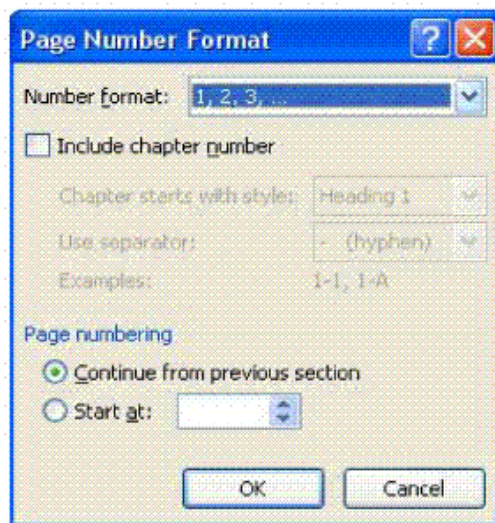 Page Number Format
Number format: 1, 2, 3, ...
Include chapter number
Chapter starts with style: Heading 1
Use separator: - (hyphen)
Examples: 1-1, 1-A
Page numbering
Continue from previous section
Start at:
OK Cancel